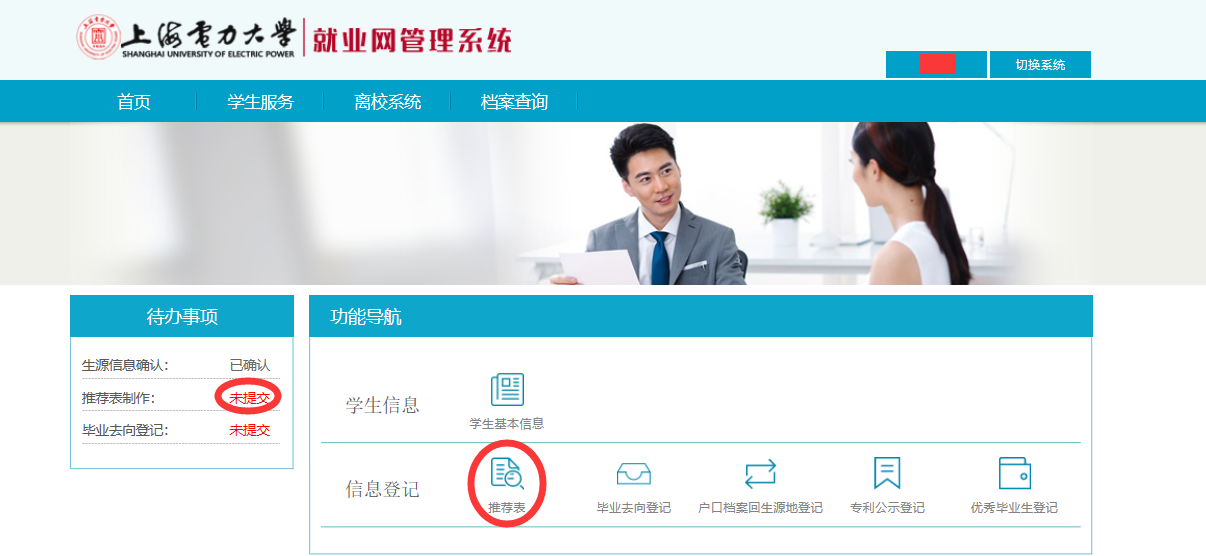 上海電力大學 就业网管理系统
SHANGHAI UNIVERSITY OF ELECTRIC POWER
切换系统
首页 学生服务 离校系统 档案查询
待办事项
生源信息确认： 已确认
推荐表制作： 未提交
毕业去向登记： 未提交
功能导航
学生信息
学生基本信息
信息登记
推荐表 毕业去向登记 户口档案回生源地登记 专利公示登记 优秀毕业生登记